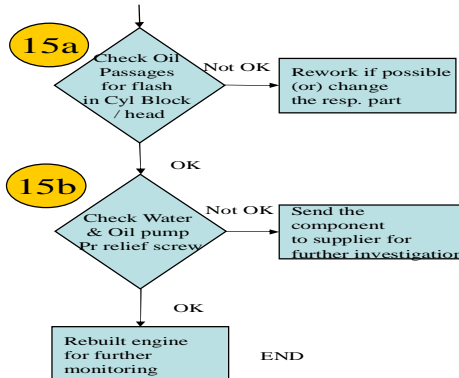 15a
Check Oil
Passages
for flash
in Cyl Block
/ head
Not OK
Rework if possible
(or) change
the resp. part
OK
15b
Check Water
& Oil pump
Pr relief screw
Not OK
Send the
component
to supplier for
further investigation
OK
Rebuilt engine
for further
monitoring
END